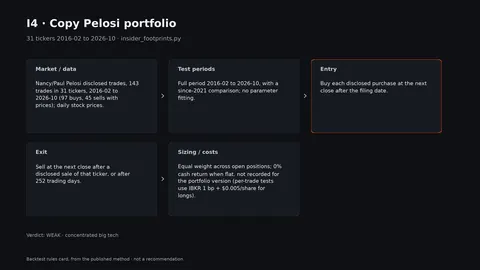 I4 · Copy Pelosi portfolio
31 tickers 2016-02 to 2026-10 · insider_footprints.py
Market / data
Nancy/Paul Pelosi disclosed trades, 143
trades in 31 tickers, 2016-02 to
2026-10 (97 buys, 45 sells with
prices); daily stock prices.
›
Test periods
Full period 2016-02 to 2026-10, with a
since-2021 comparison; no parameter
fitting.
›
Entry
Buy each disclosed purchase at the next
close after the filing date.
Exit
Sell at the next close after a
disclosed sale of that ticker, or after
252 trading days.
›
Sizing / costs
Equal weight across open positions; 0%
cash return when flat. not recorded for
the portfolio version (per-trade tests
use IBKR 1 bp + $0.005/share for
longs).
Verdict: WEAK · concentrated big tech
Backtest rules card, from the published method · not a recommendation.